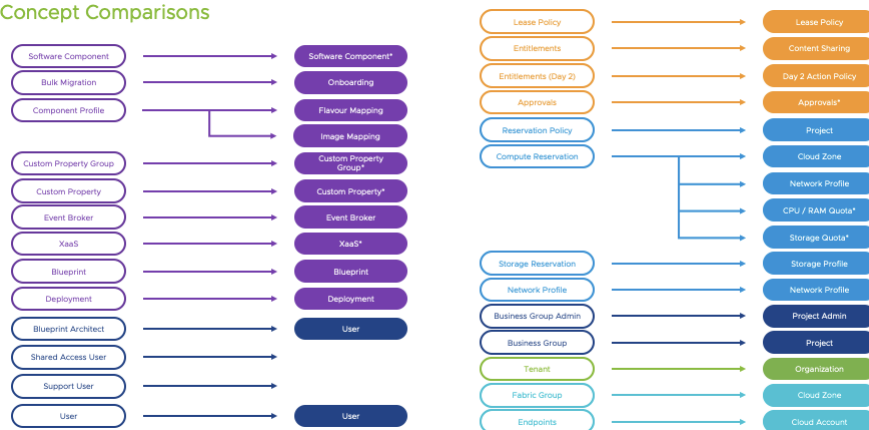 Concept Comparisons
Software Component
Software Component*
Bulk Migration
Onboarding
Component Profile
Flavour Mapping
Image Mapping
Custom Property Group
Custom Property
Group*
Custom Property
Custom Property*
Event Broker
Event Broker
XaaS
XaaS*
Blueprint
Blueprint
Deployment
Deployment
Blueprint Architect
User
Shared Access User
Support User
User
User
Lease Policy
Lease Policy
Entitlements
Content Sharing
Entitlements (Day 2)
Day 2 Action Policy
Approvals
Approvals*
Reservation Policy
Project
Compute Reservation
Cloud Zone
Network Profile
CPU / RAM Quota*
Storage Quota*
Storage Reservation
Storage Profile
Network Profile
Network Profile
Business Group Admin
Project Admin
Business Group
Project
Tenant
Organization
Fabric Group
Cloud Zone
Endpoints
Cloud Account